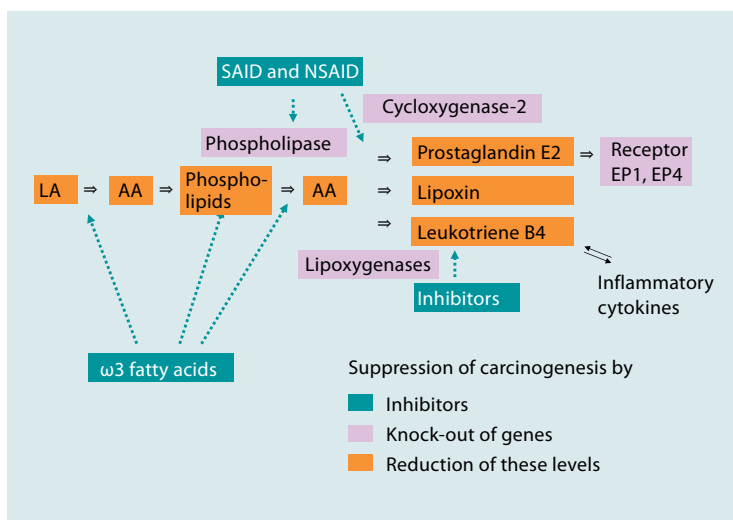 SAID and NSAID
Cycloxygenase-2
Phospholipase
Prostaglandin E2
Receptor
EP1, EP4
LA
AA
Phospho-
lipids
AA
Lipoxin
Leukotriene B4
Lipoxygenases
Inhibitors
Inflammatory
cytokines
ω3 fatty acids
Suppression of carcinogenesis by
Inhibitors
Knock-out of genes
Reduction of these levels